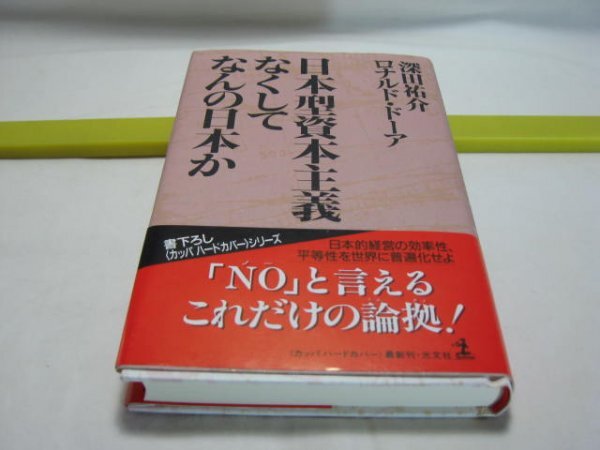 深田祐介
ロナルド・ドーア
日本型資本主義
なくして
なんの日本か
書下ろし
〈カッパ ハードカバー〉シリーズ
日本的経営の効率性、
平等性を世界に普遍化せよ
「NO」と言える
これだけの論拠!
〈カッパ・ハードカバー〉最新刊・光文社